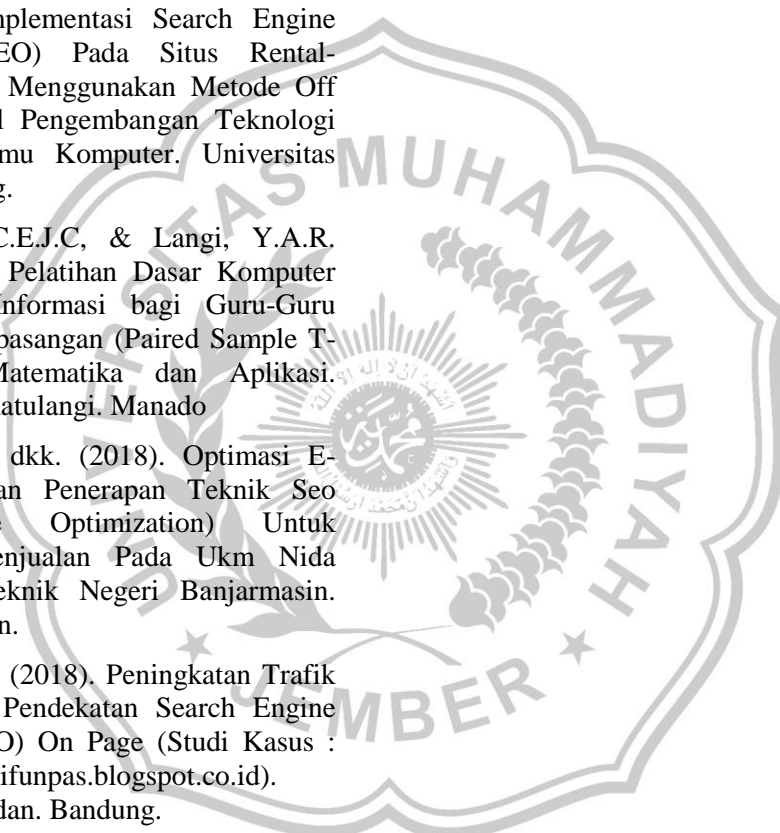 mplementasi Search Engine
EO) Pada Situs Rental-
Menggunakan Metode Off
l Pengembangan Teknologi
mu Komputer. Universitas
g.
C.E.J.C, & Langi, Y.A.R.
Pelatihan Dasar Komputer
nformasi bagi Guru-Guru
pasangan (Paired Sample T-
Matematika dan Aplikasi.
atulangi. Manado
dkk. (2018). Optimasi E-
an Penerapan Teknik Seo
e Optimization) Untuk
enjualan Pada Ukm Nida
eknik Negeri Banjarmasin.
n.
(2018). Peningkatan Trafik
Pendekatan Search Engine
O) On Page (Studi Kasus :
ifunpas.blogspot.co.id).
dan. Bandung.
UNIVERSITAS MUHAMMADIYAH
JEMBER